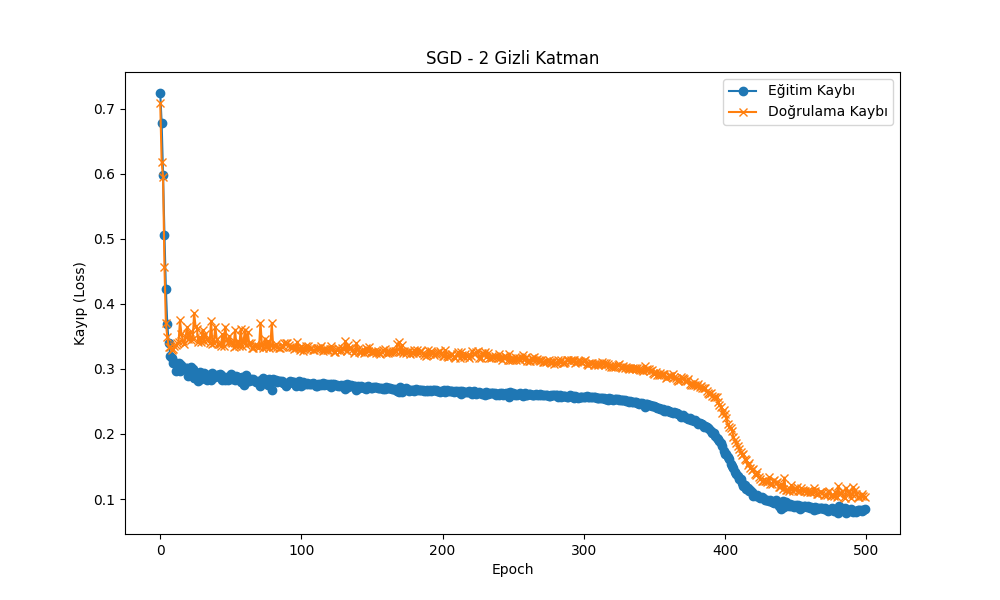 SGD - 2 Gizli Katman
Eğitim Kaybı
Doğrulama Kaybı
Kayıp (Loss)
0.7
0.6
0.5
0.4
0.3
0.2
0.1
0
100
200
300
400
500
Epoch